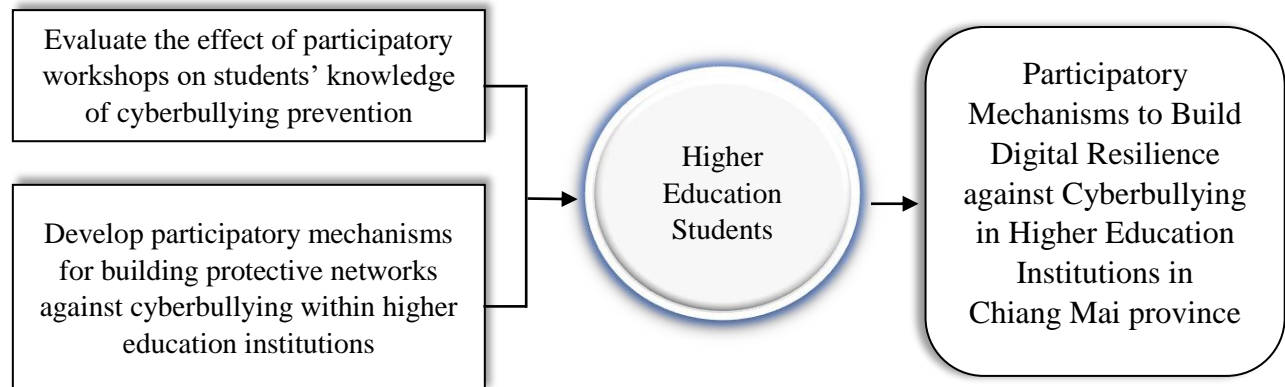 Evaluate the effect of participatory
workshops on students’ knowledge
of cyberbullying prevention
Develop participatory mechanisms
for building protective networks
against cyberbullying within higher
education institutions
Higher
Education
Students
Participatory
Mechanisms to Build
Digital Resilience
against Cyberbullying
in Higher Education
Institutions in
Chiang Mai province